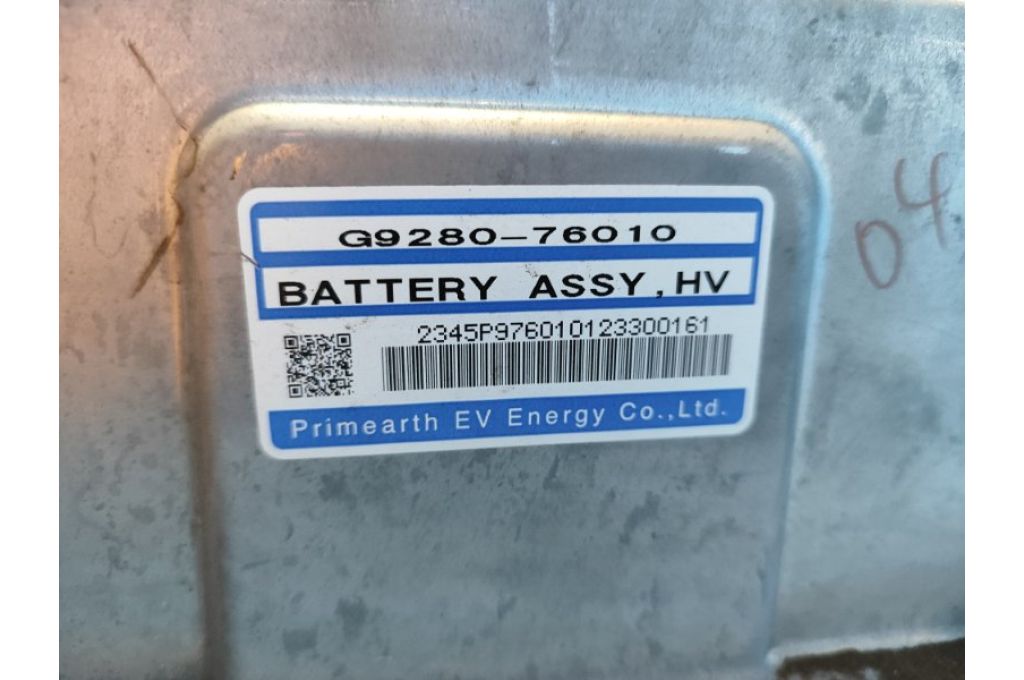 G9280-76010
BATTERY ASSY,HV
2345P976010123300161
Primearth EV Energy Co.,Ltd.
04